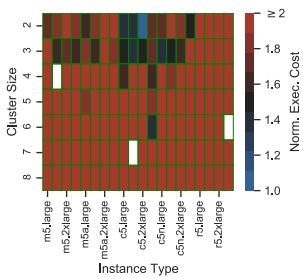 ≥ 2
1.8
1.6
1.4
1.2
1.0
Norm. Exec. Cost
Cluster Size
2
3
4
5
6
7
8
m5.large
m5.2xlarge
m5a.large
m5a.2xlarge
c5.large
c5.2xlarge
c5n.large
c5n.2xlarge
r5.large
r5.2xlarge
Instance Type